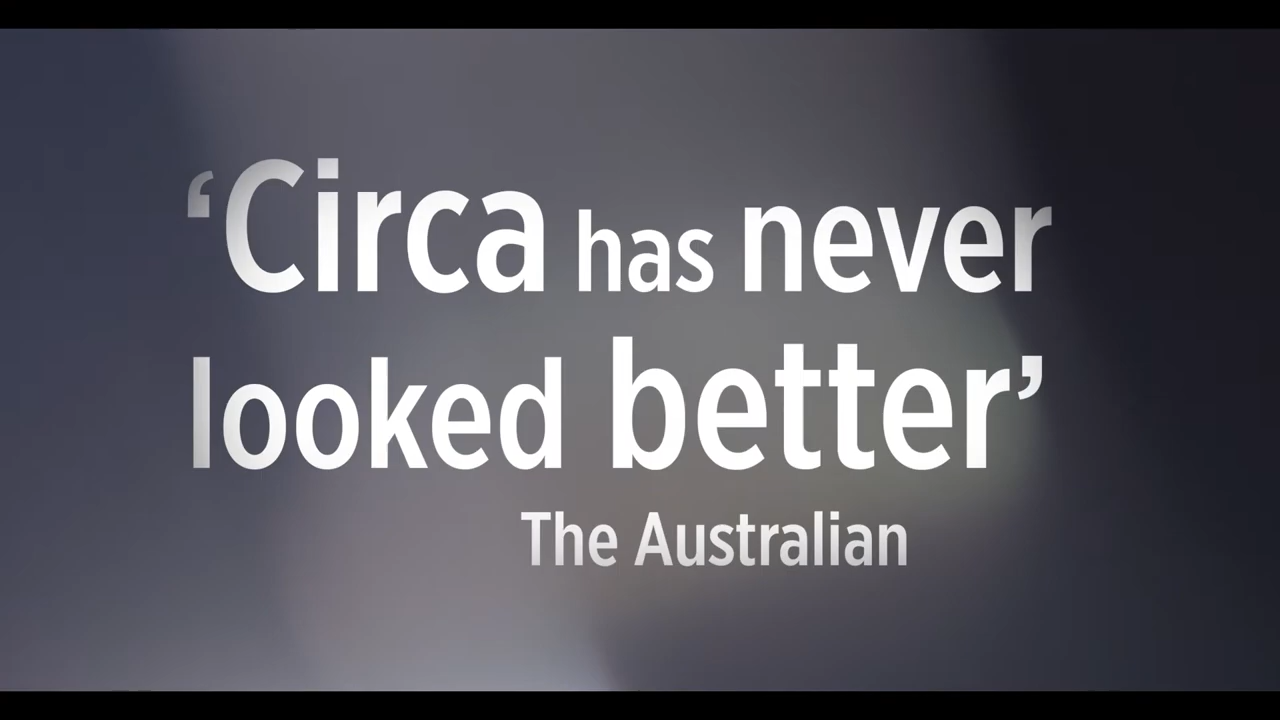 ‘Circa has never
looked better’
The Australian